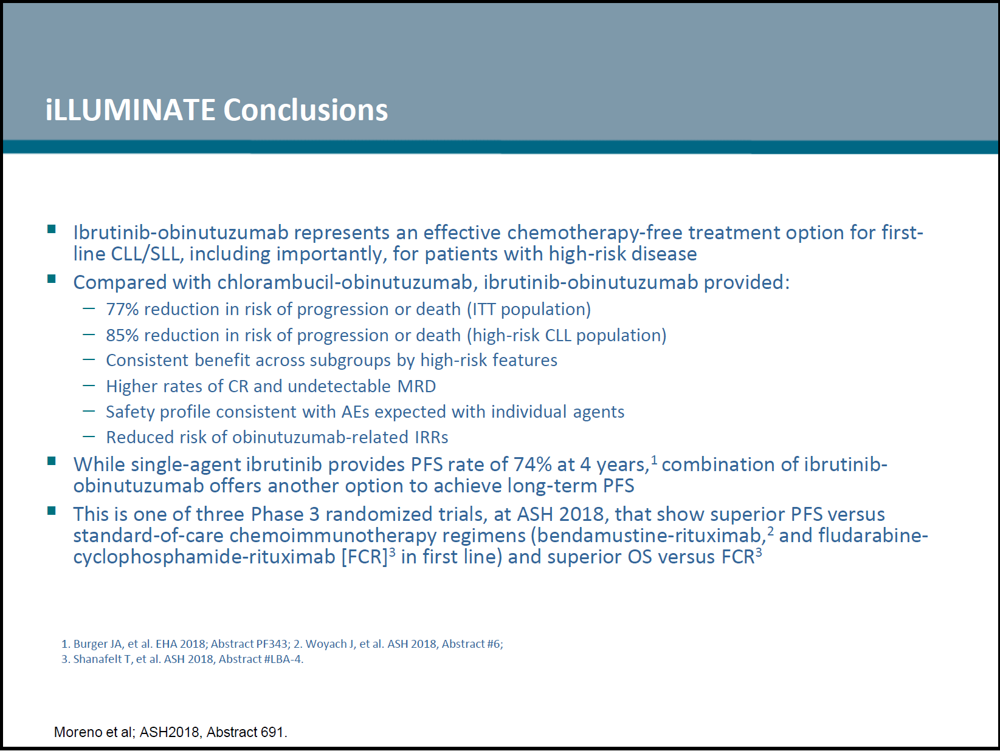 iLLUMINATE Conclusions
▪ Ibrutinib-obinutuzumab represents an effective chemotherapy-free treatment option for first-
line CLL/SLL, including importantly, for patients with high-risk disease
▪ Compared with chlorambucil-obinutuzumab, ibrutinib-obinutuzumab provided:
– 77% reduction in risk of progression or death (ITT population)
– 85% reduction in risk of progression or death (high-risk CLL population)
– Consistent benefit across subgroups by high-risk features
– Higher rates of CR and undetectable MRD
– Safety profile consistent with AEs expected with individual agents
– Reduced risk of obinutuzumab-related IRRs
▪ While single-agent ibrutinib provides PFS rate of 74% at 4 years,¹ combination of ibrutinib-
obinutuzumab offers another option to achieve long-term PFS
▪ This is one of three Phase 3 randomized trials, at ASH 2018, that show superior PFS versus
standard-of-care chemoimmunotherapy regimens (bendamustine-rituximab,² and fludarabine-
cyclophosphamide-rituximab [FCR]³ in first line) and superior OS versus FCR³
1. Burger JA, et al. EHA 2018; Abstract PF343; 2. Woyach J, et al. ASH 2018, Abstract #6;
3. Shanafelt T, et al. ASH 2018, Abstract #LBA-4.
Moreno et al; ASH2018, Abstract 691.